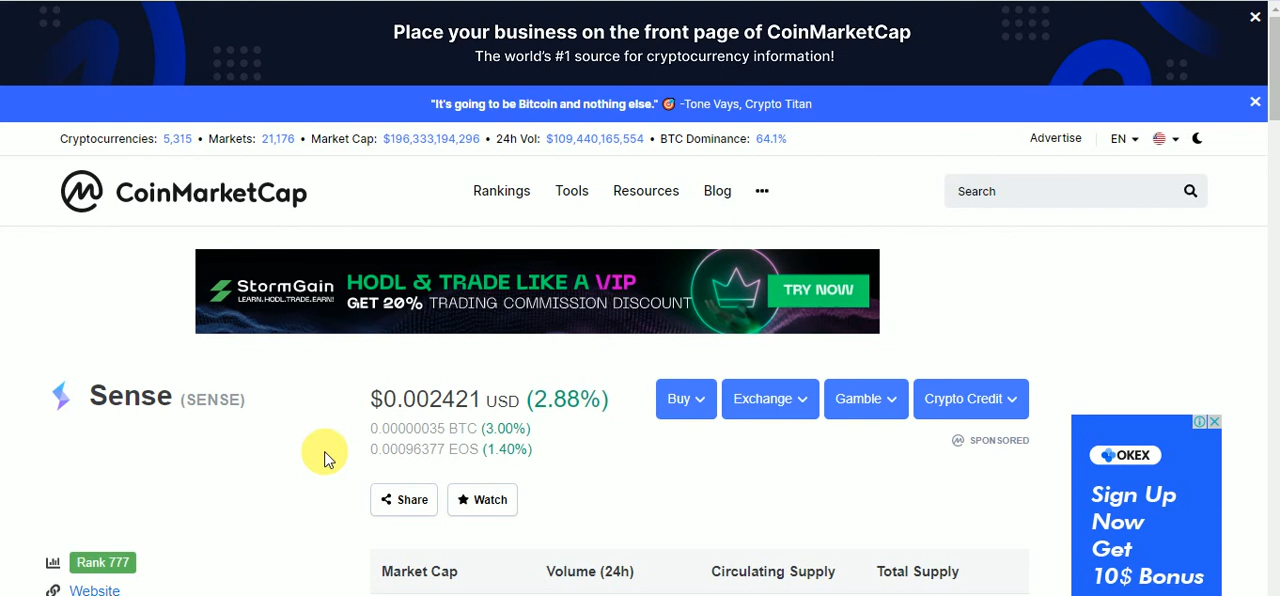 Place your business on the front page of CoinMarketCap
The world's #1 source for cryptocurrency information!
"It's going to be Bitcoin and nothing else." 🎯 -Tone Vays, Crypto Titan
Cryptocurrencies: 5,315 • Markets: 21,176 • Market Cap: $196,333,194,296 • 24h Vol: $109,440,165,554 • BTC Dominance: 64.1%
Advertise EN
CoinMarketCap
Rankings Tools Resources Blog •••
Search
StormGain
LEARN. HODL. TRADE. EARN!
HODL & TRADE LIKE A VIP
GET 20% TRADING COMMISSION DISCOUNT
TRY NOW
Sense (SENSE)
$0.002421 USD (2.88%)
0.00000035 BTC (3.00%)
0.00096377 EOS (1.40%)
Buy Exchange Gamble Crypto Credit
SPONSORED
Share Watch
Rank 777
Website
Market Cap Volume (24h) Circulating Supply Total Supply
OKEX
Sign Up
Now
Get
10$ Bonus